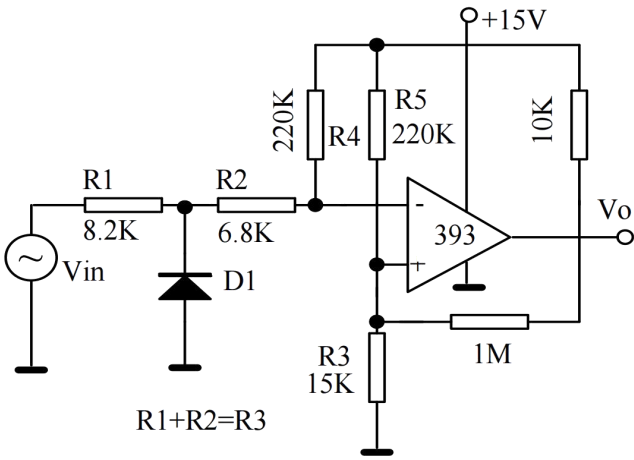 +15V
220K
R4
R5
220K
10K
R1
8.2K
R2
6.8K
-
393
+
Vo
~
Vin
D1
R3
15K
1M
R1+R2=R3